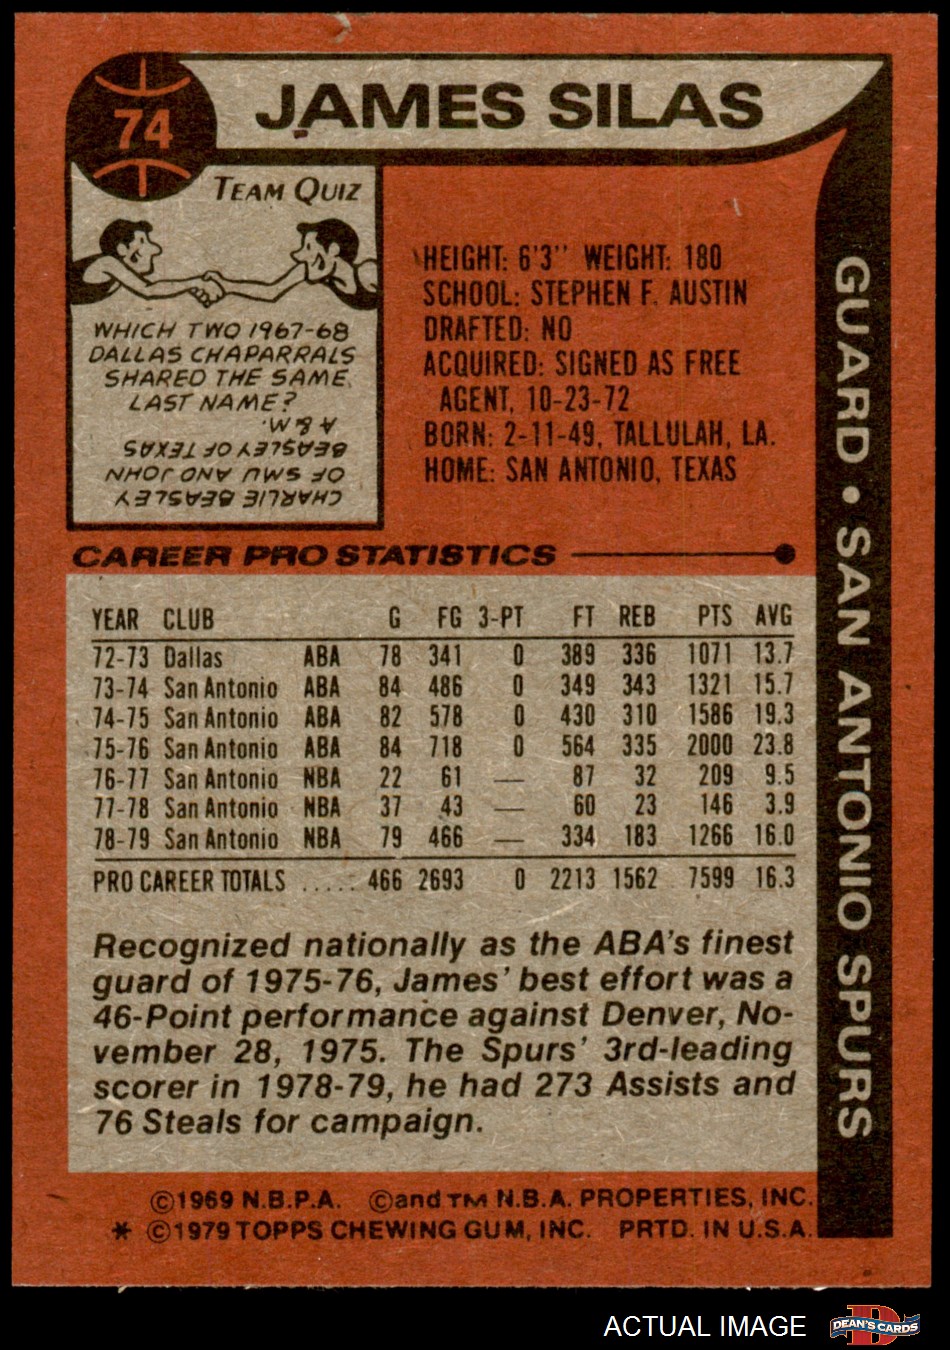 74
JAMES SILAS
TEAM QUIZ
WHICH TWO 1967-68
DALLAS CHAPARRALS
SHARED THE SAME
LAST NAME?
CHARLIE BEASLEY
OF SMU AND JOHN
BEASLEY OF TEXAS
A & M.
HEIGHT: 6'3'' WEIGHT: 180
SCHOOL: STEPHEN F. AUSTIN
DRAFTED: NO
ACQUIRED: SIGNED AS FREE
AGENT, 10-23-72
BORN: 2-11-49, TALLULAH, LA.
HOME: SAN ANTONIO, TEXAS
GUARD • SAN ANTONIO SPURS
CAREER PRO STATISTICS
YEAR CLUB G FG 3-PT FT REB PTS AVG
72-73 Dallas ABA 78 341 0 389 336 1071 13.7
73-74 San Antonio ABA 84 486 0 349 343 1321 15.7
74-75 San Antonio ABA 82 578 0 430 310 1586 19.3
75-76 San Antonio ABA 84 718 0 564 335 2000 23.8
76-77 San Antonio NBA 22 61 — 87 32 209 9.5
77-78 San Antonio NBA 37 43 — 60 23 146 3.9
78-79 San Antonio NBA 79 466 — 334 183 1266 16.0
PRO CAREER TOTALS ..... 466 2693 0 2213 1562 7599 16.3
Recognized nationally as the ABA's finest
guard of 1975-76, James' best effort was a
46-Point performance against Denver, No-
vember 28, 1975. The Spurs' 3rd-leading
scorer in 1978-79, he had 273 Assists and
76 Steals for campaign.
©1969 N.B.P.A. ©and TM N.B.A. PROPERTIES, INC.
* ©1979 TOPPS CHEWING GUM, INC. PRTD. IN U.S.A.
ACTUAL IMAGE
D
DEAN'S CARDS